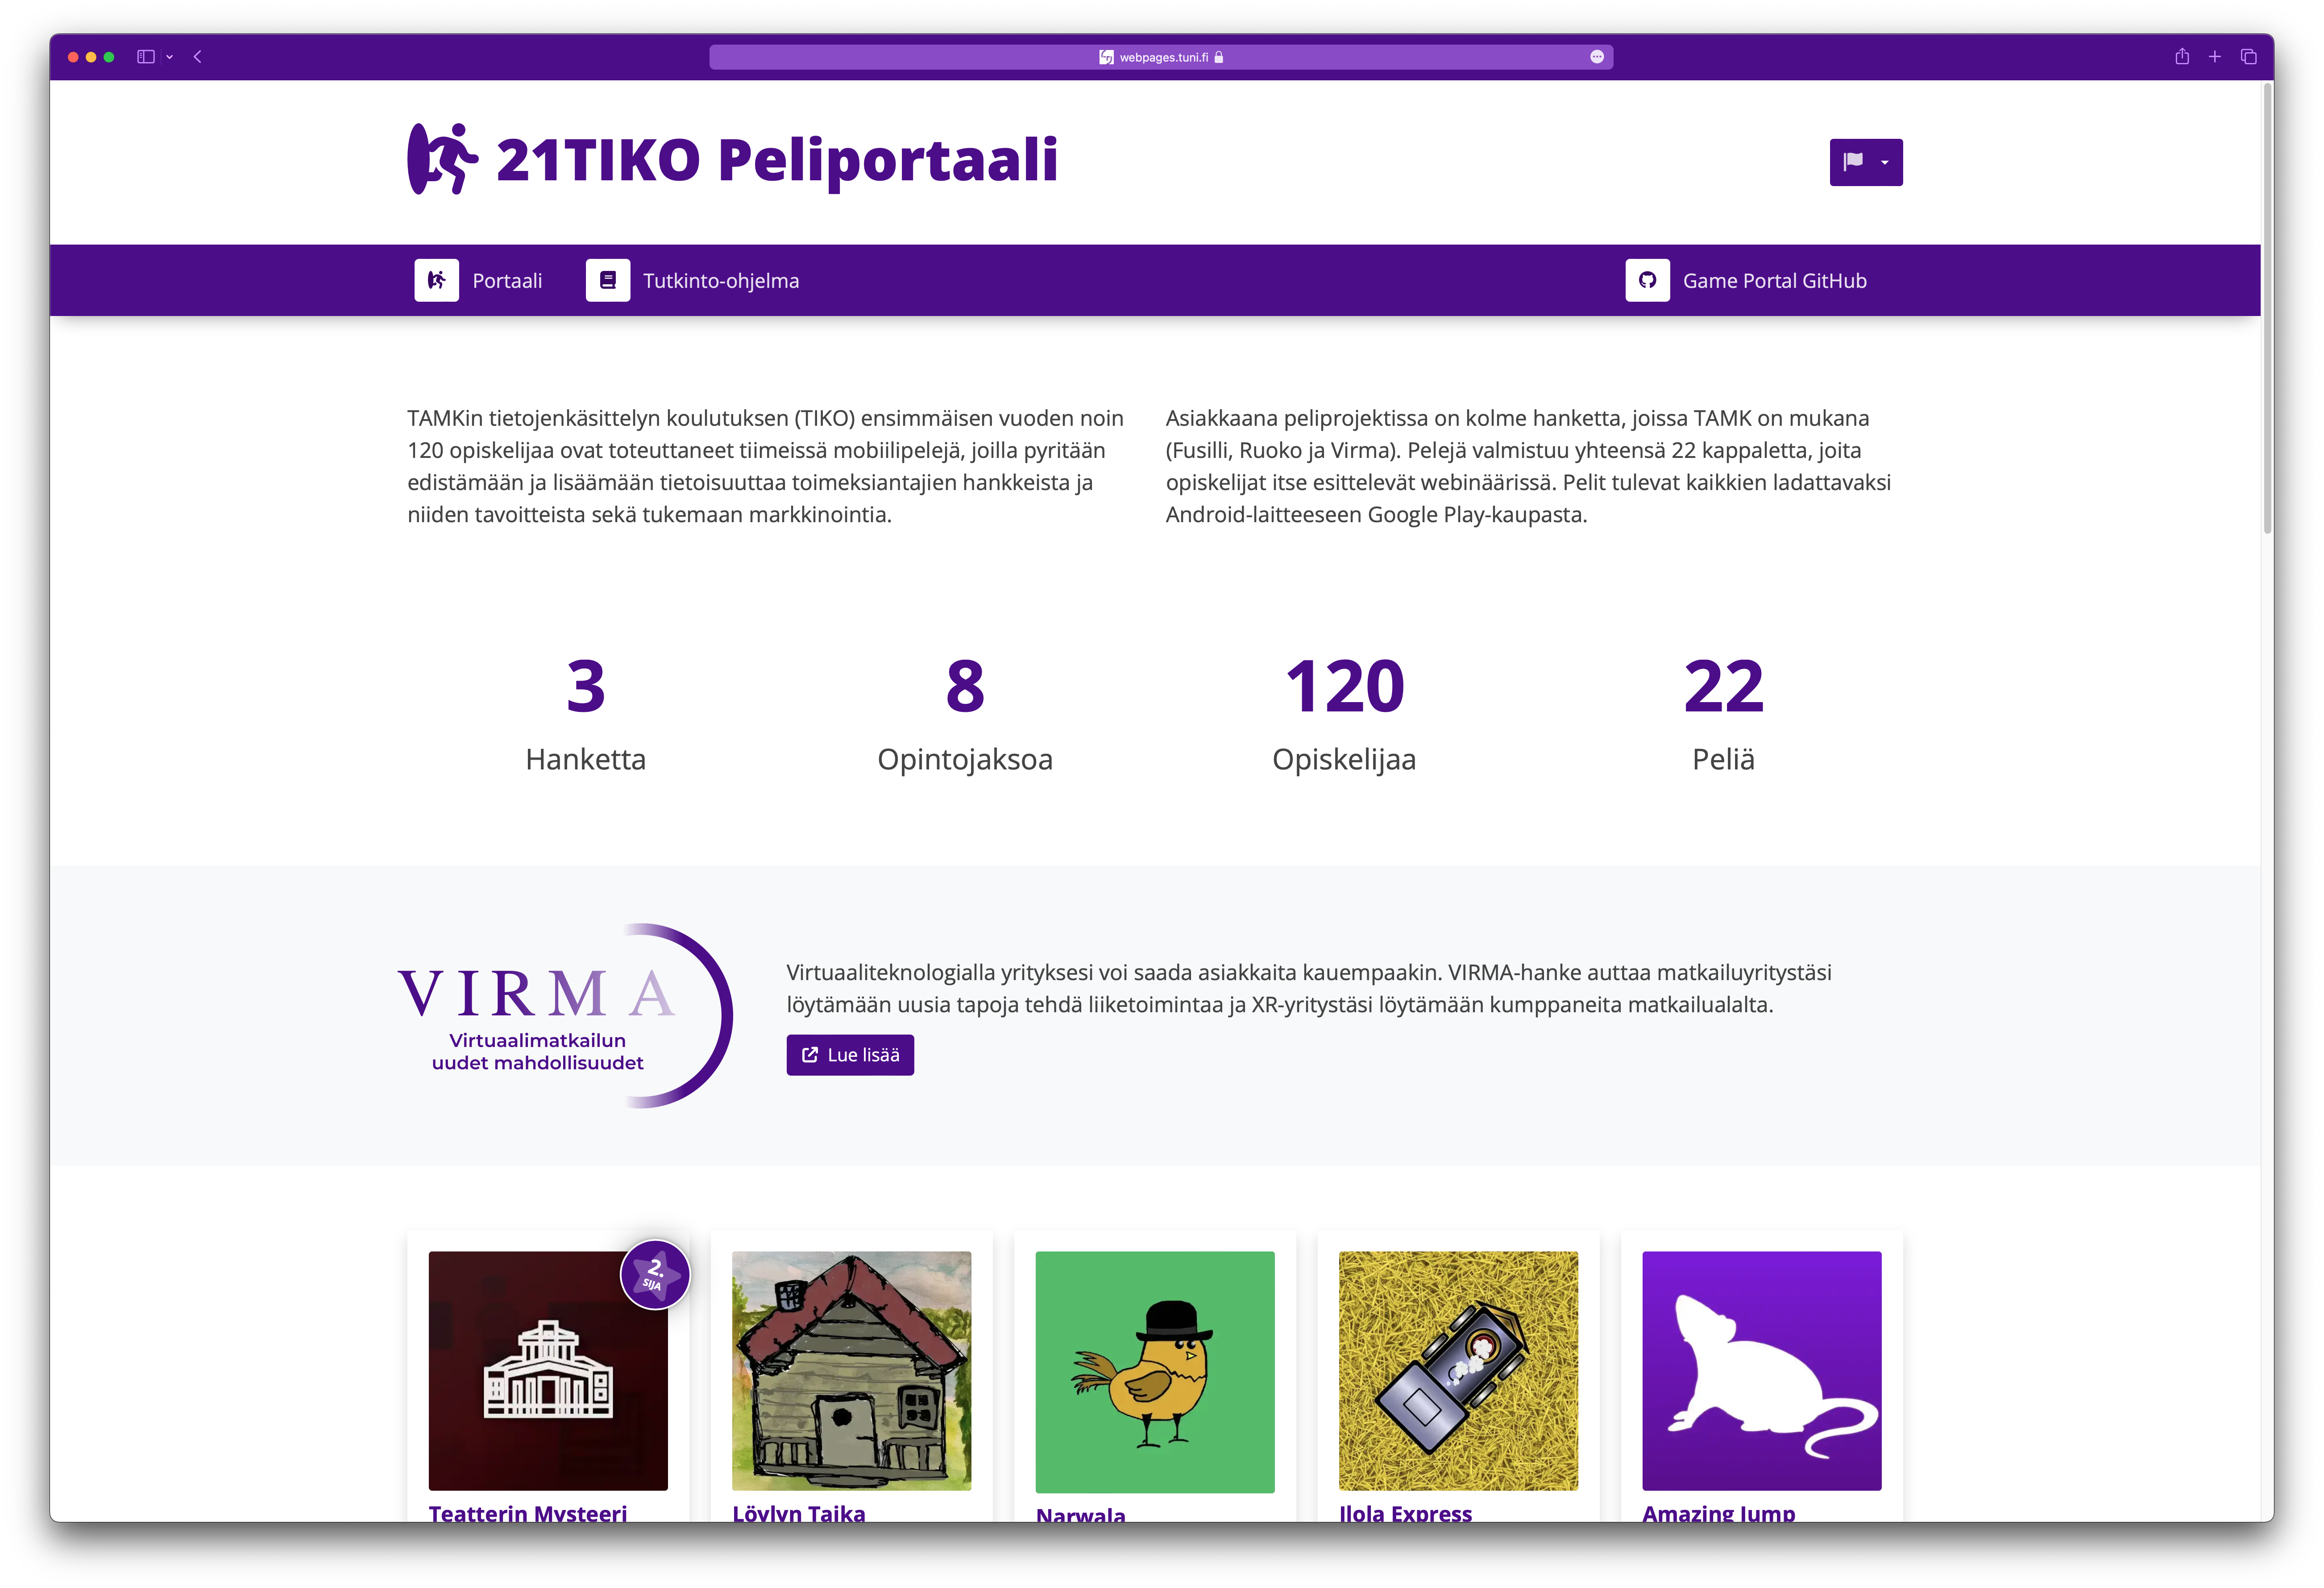 webpages.tuni.fi
21TIKO Peliportaali
Portaali
Tutkinto-ohjelma
Game Portal GitHub
TAMKin tietojenkäsittelyn koulutuksen (TIKO) ensimmäisen vuoden noin
120 opiskelijaa ovat toteuttaneet tiimeissä mobiilipelejä, joilla pyritään
edistämään ja lisäämään tietoisuuttaa toimeksiantajien hankkeista ja
niiden tavoitteista sekä tukemaan markkinointia.
Asiakkaana peliprojektissa on kolme hanketta, joissa TAMK on mukana
(Fusilli, Ruoko ja Virma). Pelejä valmistuu yhteensä 22 kappaletta, joita
opiskelijat itse esittelevät webinäärissä. Pelit tulevat kaikkien ladattavaksi
Android-laitteeseen Google Play-kaupasta.
3
Hanketta
8
Opintojaksoa
120
Opiskelijaa
22
Peliä
VIRMA
Virtuaalimatkailun
uudet mahdollisuudet
Virtuaaliteknologialla yrityksesi voi saada asiakkaita kauempaakin. VIRMA-hanke auttaa matkailuyritystäsi
löytämään uusia tapoja tehdä liiketoimintaa ja XR-yritystäsi löytämään kumppaneita matkailualalta.
Lue lisää
2.
SIJA
Teatterin Mysteeri
Löylyn Taika
Narwala
Ilola Express
Amazing Jump